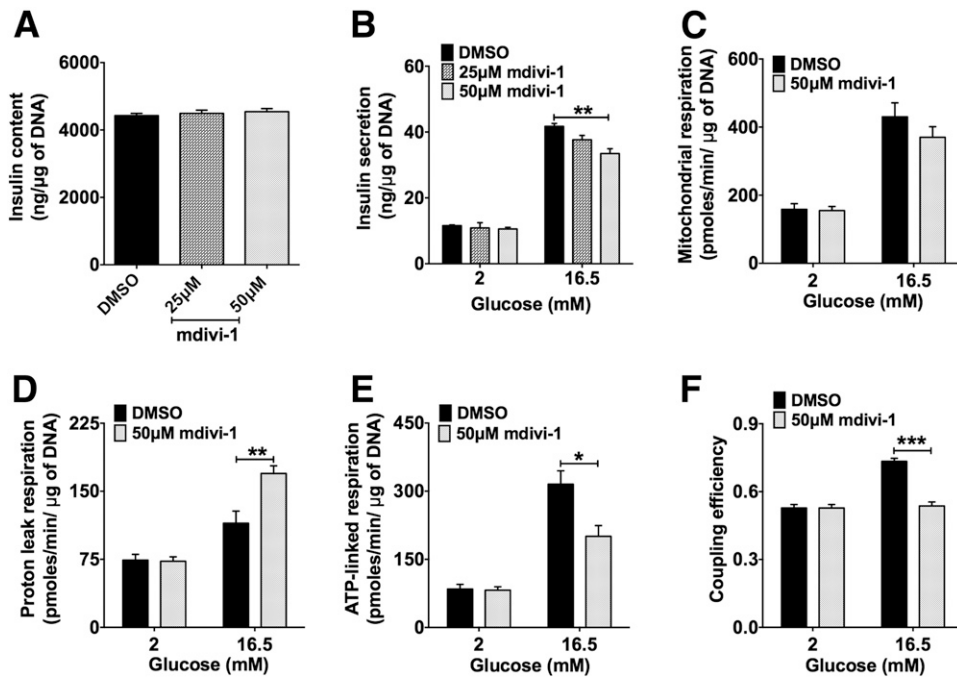 A
Insulin content
(ng/µg of DNA)
6000
4000
2000
0
DMSO
25µM
50µM
mdivi-1
B
DMSO
25µM mdivi-1
50µM mdivi-1
Insulin secretion
(ng/µg of DNA)
60
40
20
0
**
2
16.5
Glucose (mM)
C
DMSO
50µM mdivi-1
Mitochondrial respiration
(pmoles/min/ µg of DNA)
600
400
200
0
2
16.5
Glucose (mM)
D
DMSO
50µM mdivi-1
Proton leak respiration
(pmoles/min/ µg of DNA)
225
150
75
0
**
2
16.5
Glucose (mM)
E
DMSO
50µM mdivi-1
ATP-linked respiration
(pmoles/min/ µg of DNA)
450
300
150
0
*
2
16.5
Glucose (mM)
F
DMSO
50µM mdivi-1
Coupling efficiency
0.9
0.6
0.3
0.0
***
2
16.5
Glucose (mM)